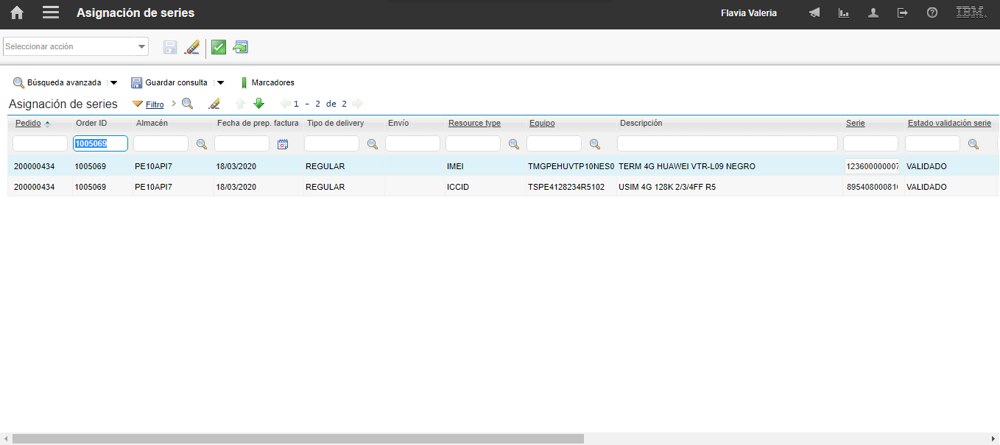 Asignación de series Flavia Valeria IBM.
Seleccionar acción
Búsqueda avanzada Guardar consulta Marcadores
Asignación de series Filtro 1 - 2 de 2
Pedido Order ID Almacén Fecha de prep. factura Tipo de delivery Envío Resource type Equipo Descripción Serie Estado validación serie
1005069
200000434 1005069 PE10API7 18/03/2020 REGULAR IMEI TMGPEHUVTP10NES0 TERM 4G HUAWEI VTR-L09 NEGRO 123600000007 VALIDADO
200000434 1005069 PE10API7 18/03/2020 REGULAR ICCID TSPE4128234R5102 USIM 4G 128K 2/3/4FF R5 89540800081 VALIDADO